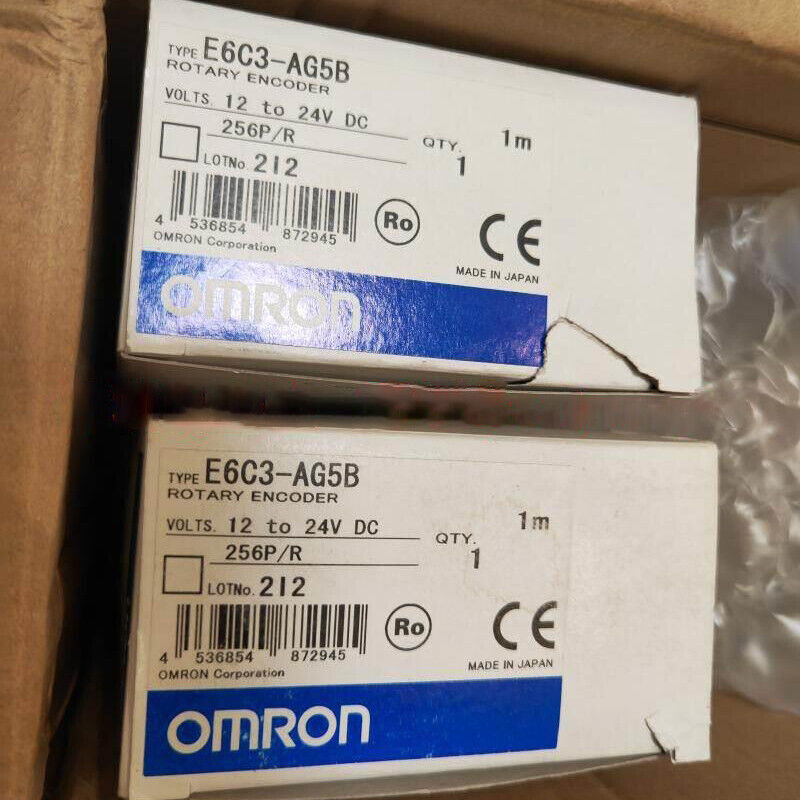 TYPE E6C3-AG5B
ROTARY ENCODER
VOLTS. 12 to 24V DC
256P/R
QTY. 1
1m
LOTNo. 212
4 536854 872945
Ro
CE
OMRON Corporation
MADE IN JAPAN
OMRON
TYPE E6C3-AG5B
ROTARY ENCODER
VOLTS. 12 to 24V DC
256P/R
QTY. 1
1m
LOTNo. 212
4 536854 872945
Ro
CE
OMRON Corporation
MADE IN JAPAN
OMRON